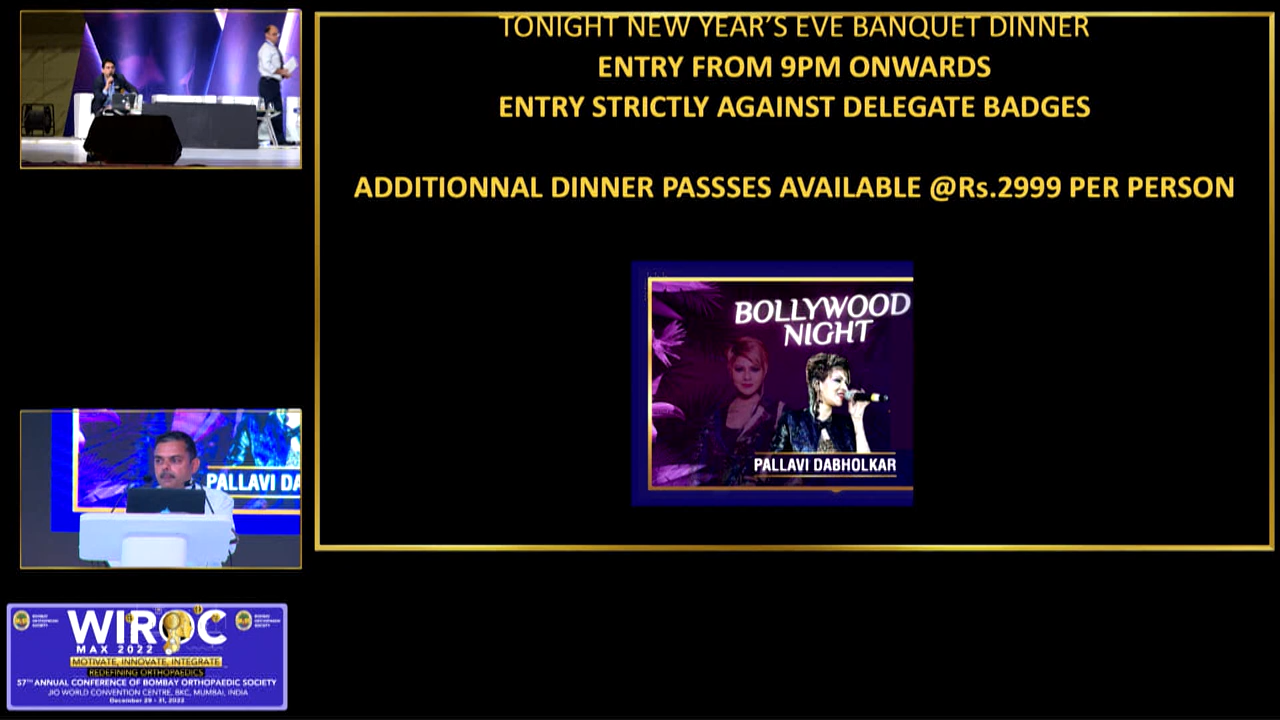 TONIGHT NEW YEAR'S EVE BANQUET DINNER
ENTRY FROM 9PM ONWARDS
ENTRY STRICTLY AGAINST DELEGATE BADGES
ADDITIONNAL DINNER PASSSES AVAILABLE @Rs.2999 PER PERSON
BOLLYWOOD
NIGHT
PALLAVI DABHOLKAR
PALLAVI DA
WIROC
MAX 2022
MOTIVATE, INNOVATE, INTEGRATE
REDEFINING ORTHOPAEDICS
57TH ANNUAL CONFERENCE OF BOMBAY ORTHOPAEDIC SOCIETY
JIO WORLD CONVENTION CENTRE, BKC, MUMBAI, INDIA
December 29 - 31, 2022